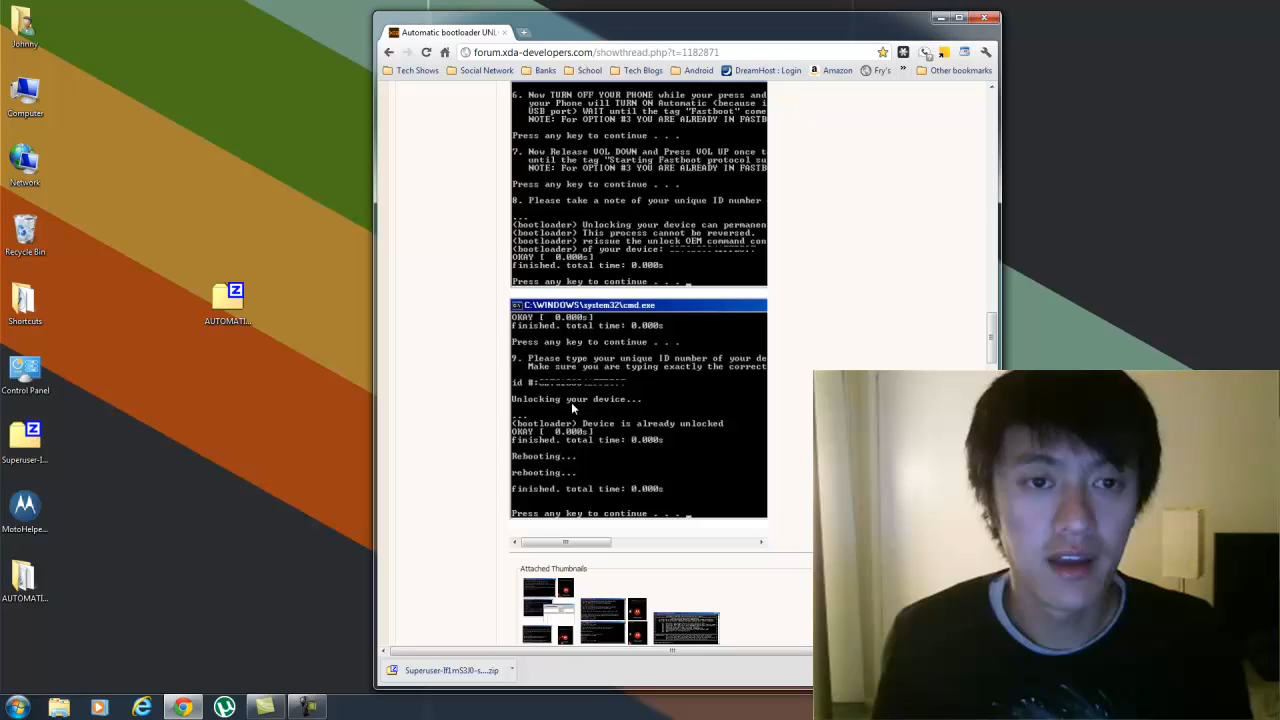 Automatic bootloader UNL
forum.xda-developers.com/showthread.php?t=1182871
Tech Shows Social Network Banks School Tech Blogs Android DreamHost : Login Amazon Fry's » Other bookmarks
Johnny
Computer
Network
Recycle Bin
Shortcuts
Control Panel
Superuser-I...
MotoHelpe...
AUTOMATI...
AUTOMATI...
6. Now TURN OFF YOUR PHONE while your press and
your Phone will TURN ON Automatic (because i
USB port) WAIT until the tag "Fastboot" come
NOTE: For OPTION #3 YOU ARE ALREADY IN FASTB
Press any key to continue . . .
7. Now Release VOL DOWN and Press VOL UP once t
until the tag "Starting Fastboot protocol su
NOTE: For OPTION #3 YOU ARE ALREADY IN FASTB
Press any key to continue . . .
8. Please take a note of your unique ID number
...
(bootloader) Unlocking your device can permanen
(bootloader) This process cannot be reversed.
(bootloader) reissue the unlock OEM command con
(bootloader) of your device:
OKAY [ 0.000s]
finished. total time: 0.000s
Press any key to continue . . . _
C:\WINDOWS\system32\cmd.exe
OKAY [ 0.000s]
finished. total time: 0.000s
Press any key to continue . . .
9. Please type your unique ID number of your de
Make sure you are typing exactly the correct
id #:
Unlocking your device...
...
(bootloader) Device is already unlocked
OKAY [ 0.000s]
finished. total time: 0.000s
Rebooting...
rebooting...
finished. total time: 0.000s
Press any key to continue . . . _
Attached Thumbnails
Superuser-lf1mS3J0-s....zip